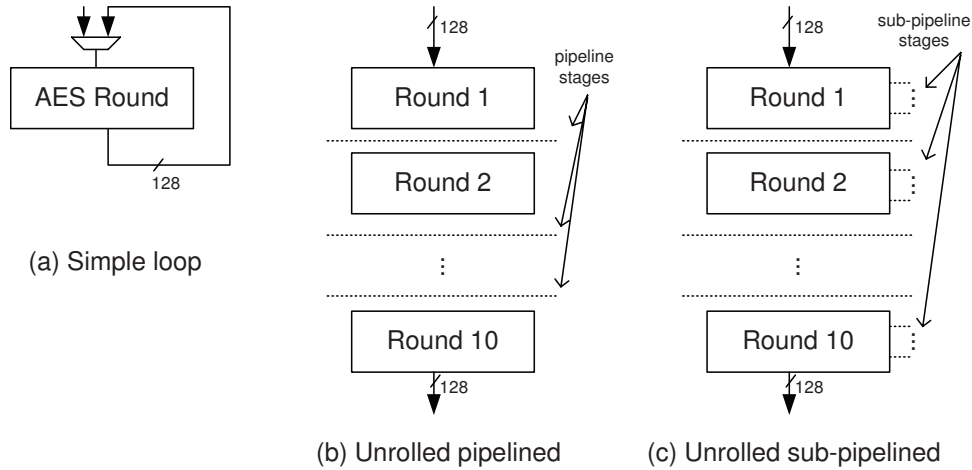 AES Round
128
(a) Simple loop
128
pipeline
stages
Round 1
Round 2
⋮
Round 10
128
(b) Unrolled pipelined
128
sub-pipeline
stages
Round 1
⋮
Round 2
⋮
⋮
Round 10
⋮
128
(c) Unrolled sub-pipelined